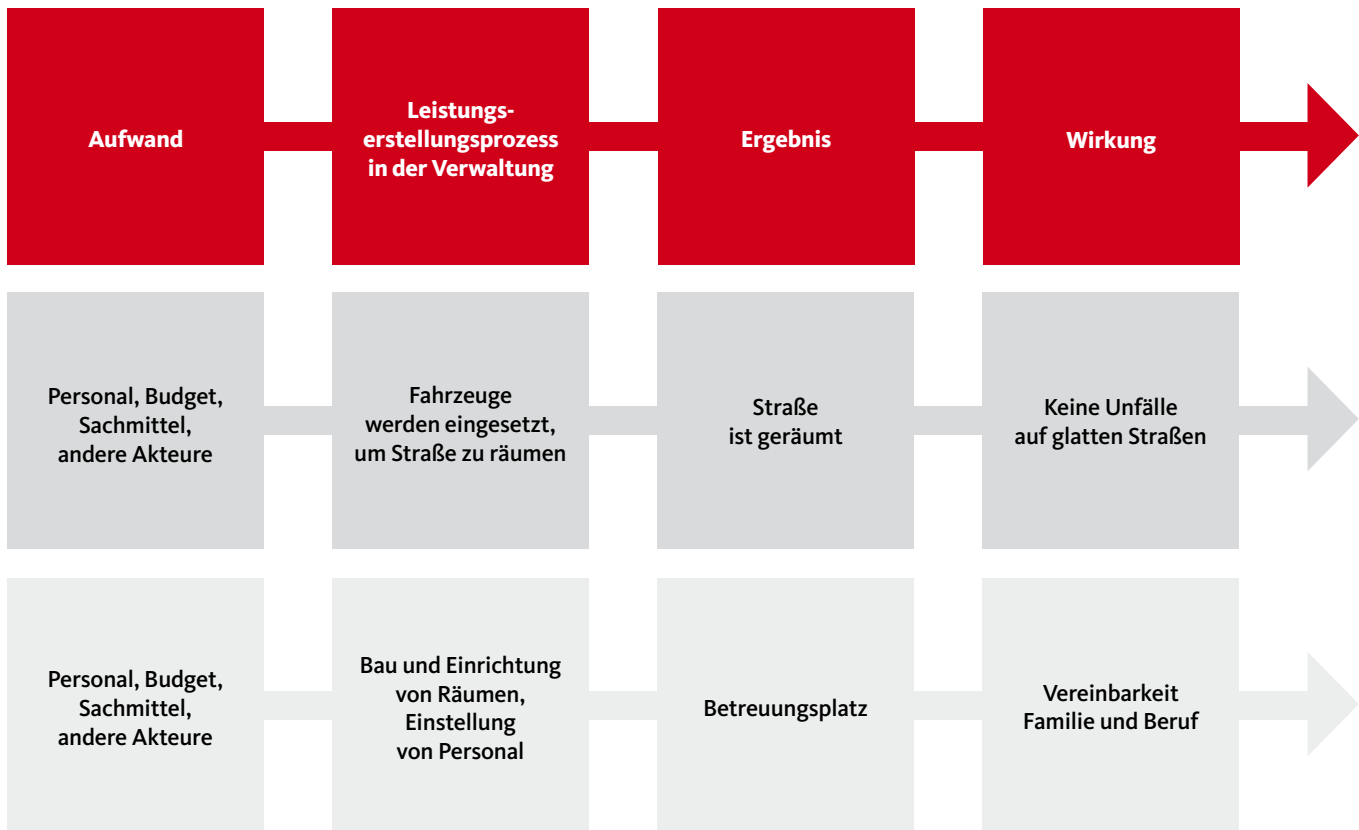 Aufwand
Leistungs-
erstellungsprozess
in der Verwaltung
Ergebnis
Wirkung
Personal, Budget,
Sachmittel,
andere Akteure
Fahrzeuge
werden eingesetzt,
um Straße zu räumen
Straße
ist geräumt
Keine Unfälle
auf glatten Straßen
Personal, Budget,
Sachmittel,
andere Akteure
Bau und Einrichtung
von Räumen,
Einstellung
von Personal
Betreuungsplatz
Vereinbarkeit
Familie und Beruf